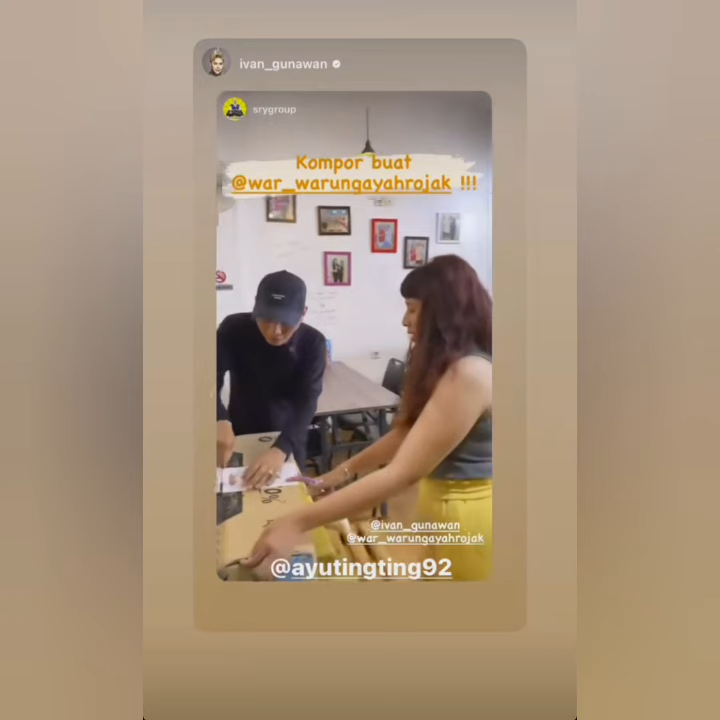 ivan_gunawan
srygroup
Kompor buat
@war_warungayahrojak !!!
@ivan_gunawan
@war_warungayahrojak
@ayutingting92